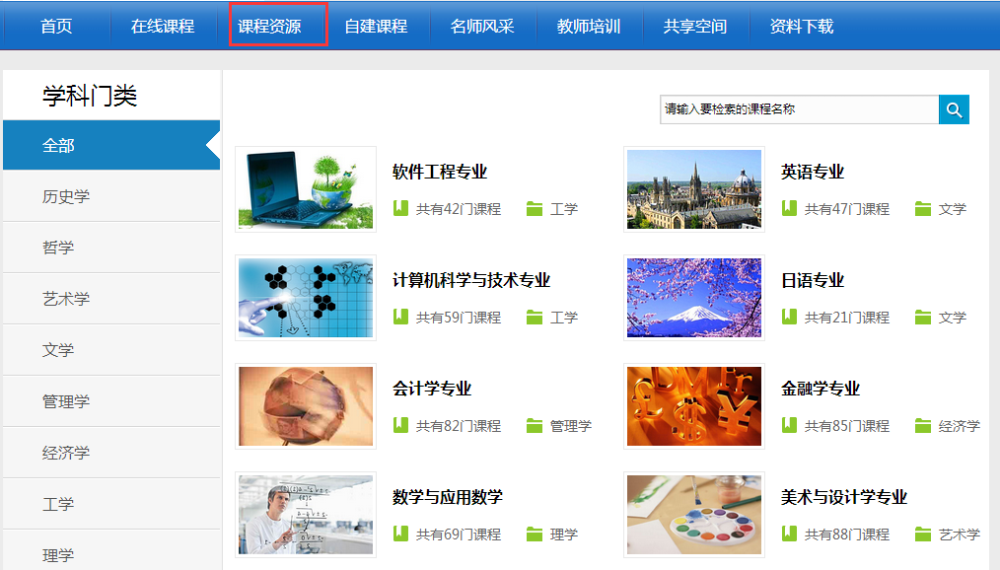 首页 在线课程 课程资源 自建课程 名师风采 教师培训 共享空间 资料下载
学科门类
全部
历史学
哲学
艺术学
文学
管理学
经济学
工学
理学
请输入要检索的课程名称
软件工程专业
共有42门课程 工学
英语专业
共有47门课程 文学
计算机科学与技术专业
共有59门课程 工学
日语专业
共有21门课程 文学
会计学专业
共有82门课程 管理学
金融学专业
共有85门课程 经济学
数学与应用数学
共有69门课程 理学
美术与设计学专业
共有88门课程 艺术学